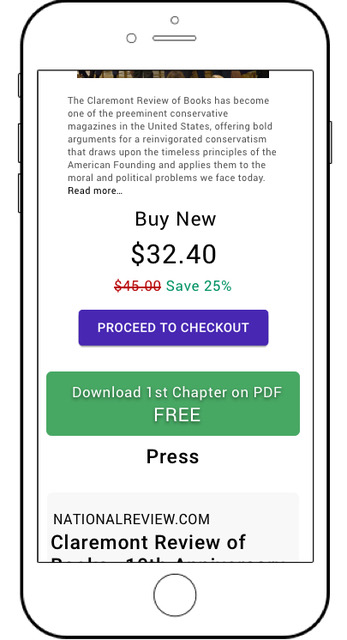 The Claremont Review of Books has become
one of the preeminent conservative
magazines in the United States, offering bold
arguments for a reinvigorated conservatism
that draws upon the timeless principles of the
American Founding and applies them to the
moral and political problems we face today.
Read more…
Buy New
$32.40
$45.00 Save 25%
PROCEED TO CHECKOUT
Download 1st Chapter on PDF
FREE
Press
NATIONALREVIEW.COM
Claremont Review of